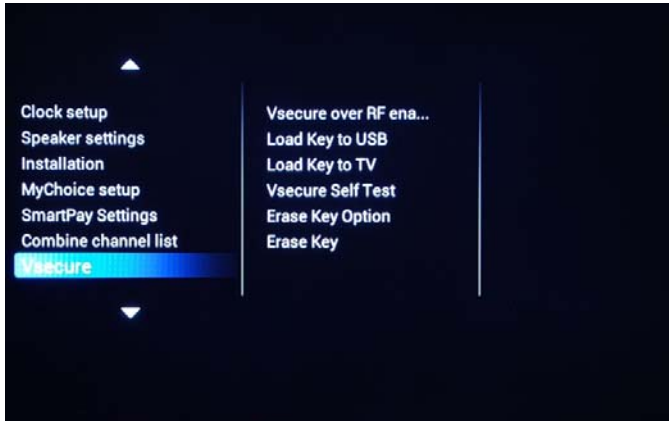 Clock setup
Speaker settings
Installation
MyChoice setup
SmartPay Settings
Combine channel list
Vsecure
Vsecure over RF ena...
Load Key to USB
Load Key to TV
Vsecure Self Test
Erase Key Option
Erase Key